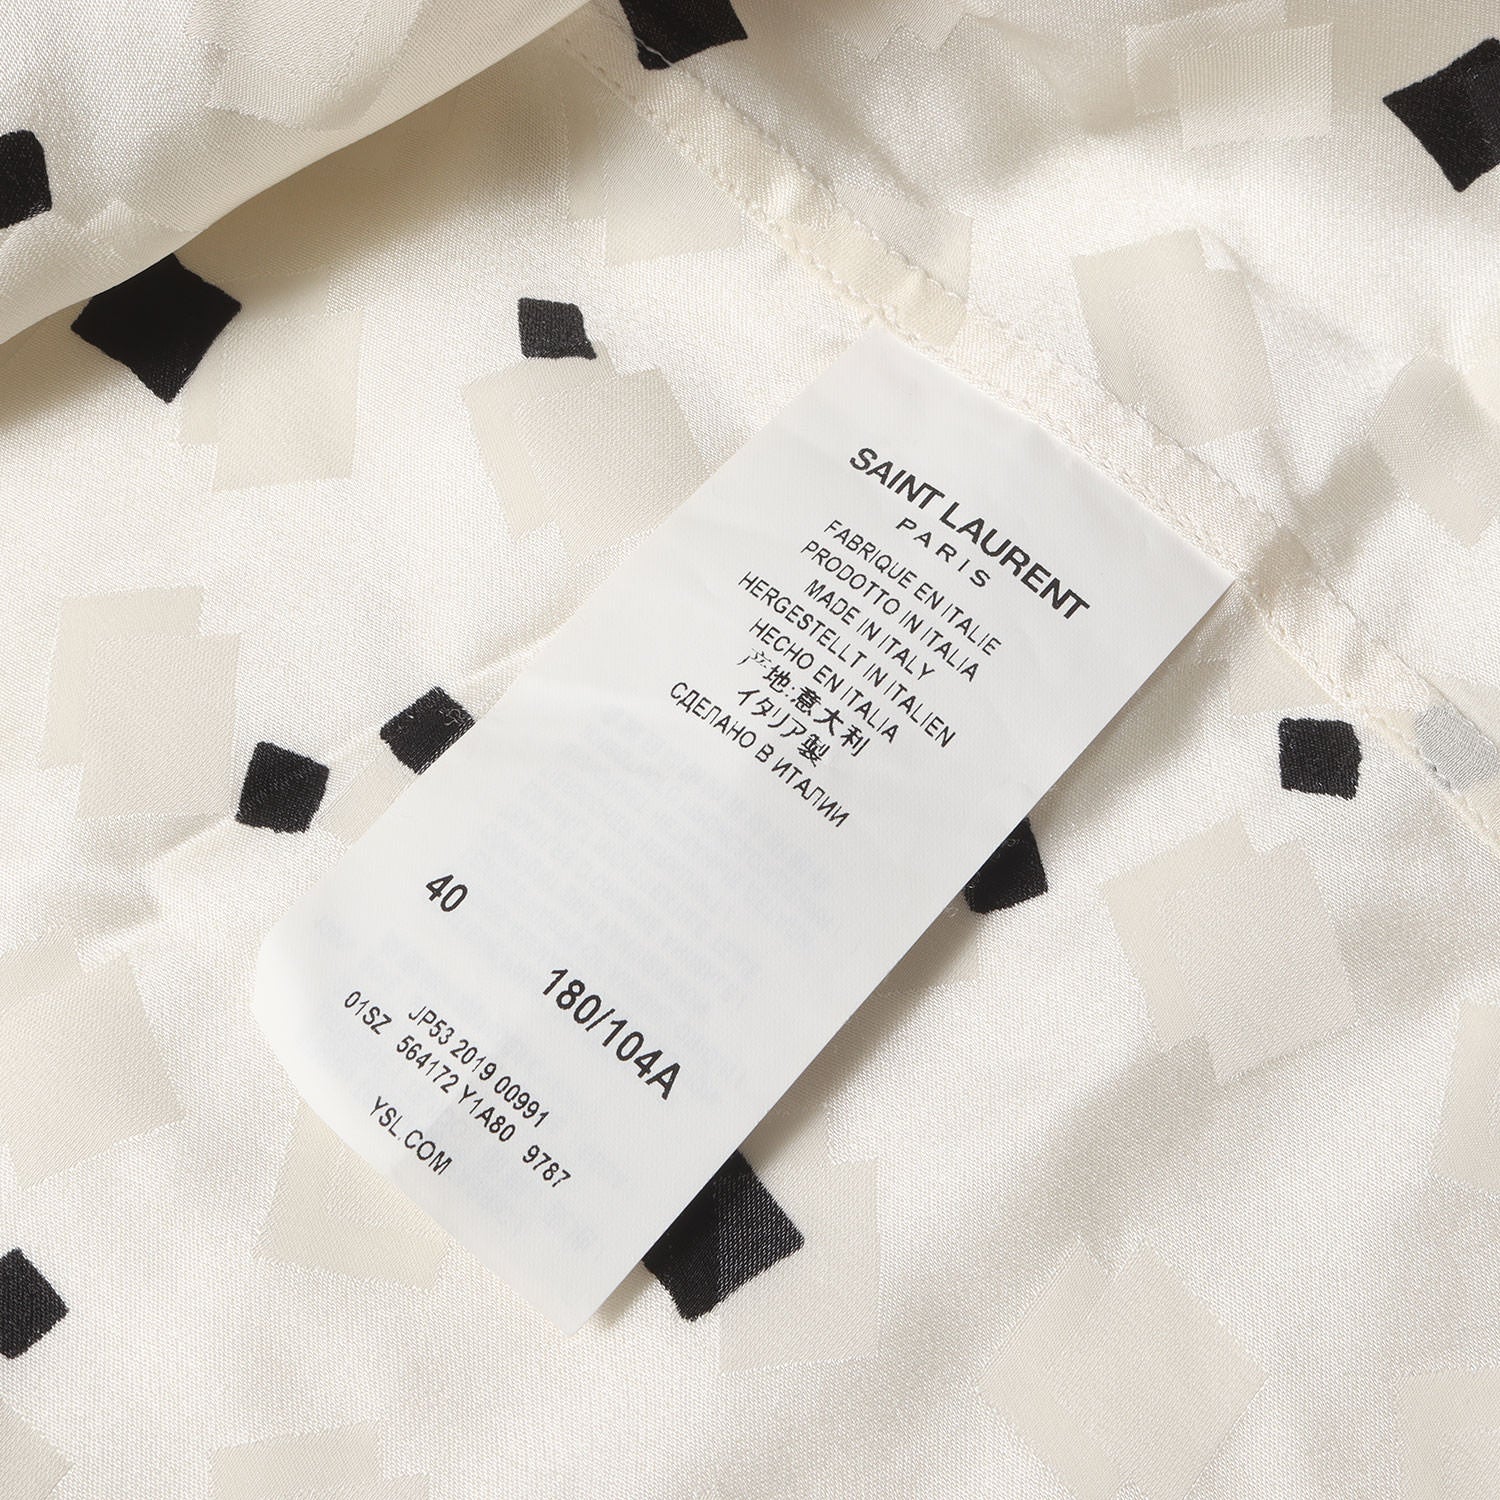 SAINT LAURENT
PARIS
FABRIQUE EN ITALIE
PRODOTTO IN ITALIA
MADE IN ITALY
HERGESTELLT IN ITALIEN
HECHO EN ITALIA
产地:意大利
イタリア製
СДЕЛАНО В ИТАЛИИ
40
180/104A
JP53 2019 00991
01SZ 564172 Y1A80 9787
YSL.COM